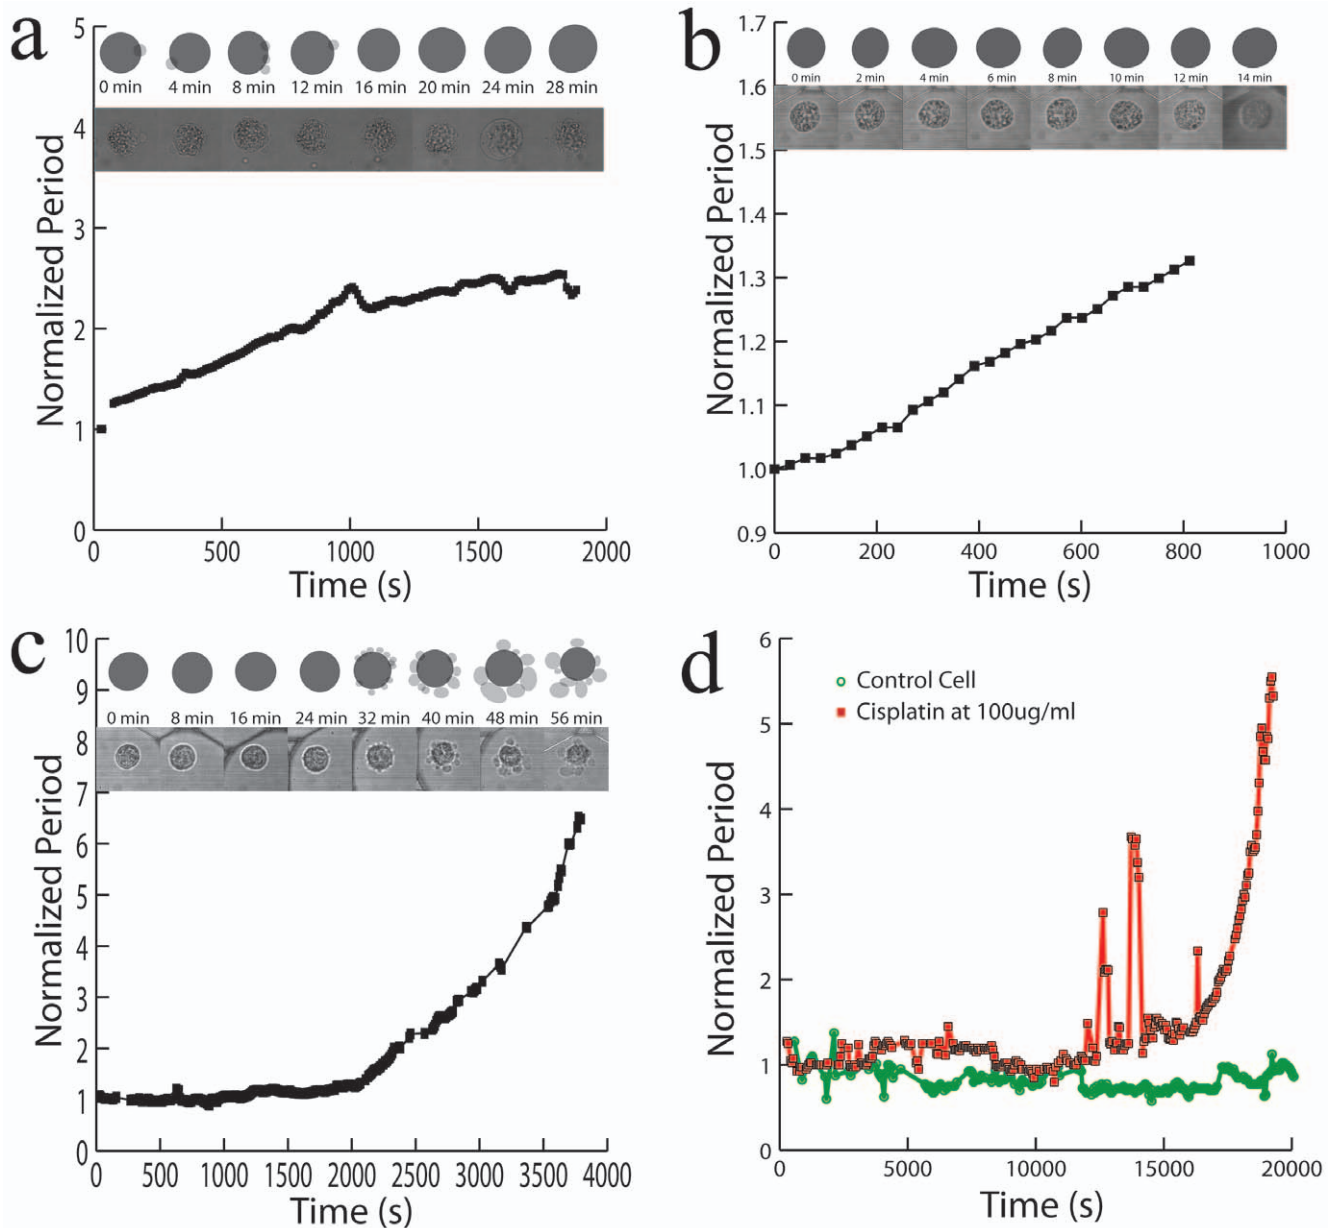 a
5
4
3
2
1
0
Normalized Period
0 min 4 min 8 min 12 min 16 min 20 min 24 min 28 min
0 500 1000 1500 2000
Time (s)
b
1.7
1.6
1.5
1.4
1.3
1.2
1.1
1.0
0.9
Normalized Period
0 min 2 min 4 min 6 min 8 min 10 min 12 min 14 min
0 200 400 600 800 1000
Time (s)
c
10
9
8
7
6
5
4
3
2
1
0
Normalized Period
0 min 8 min 16 min 24 min 32 min 40 min 48 min 56 min
0 500 1000 1500 2000 2500 3000 3500 4000
Time (s)
d
6
5
4
3
2
1
0
Normalized Period
Control Cell
Cisplatin at 100ug/ml
0 5000 10000 15000 20000
Time (s)